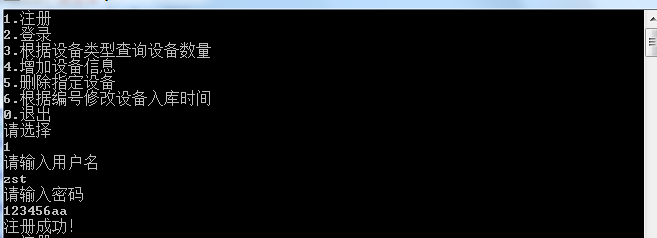 1.注册
2.登录
3.根据设备类型查询设备数量
4.增加设备信息
5.删除指定设备
6.根据编号修改设备入库时间
0.退出
请选择
1
请输入用户名
zst
请输入密码
123456aa
注册成功!